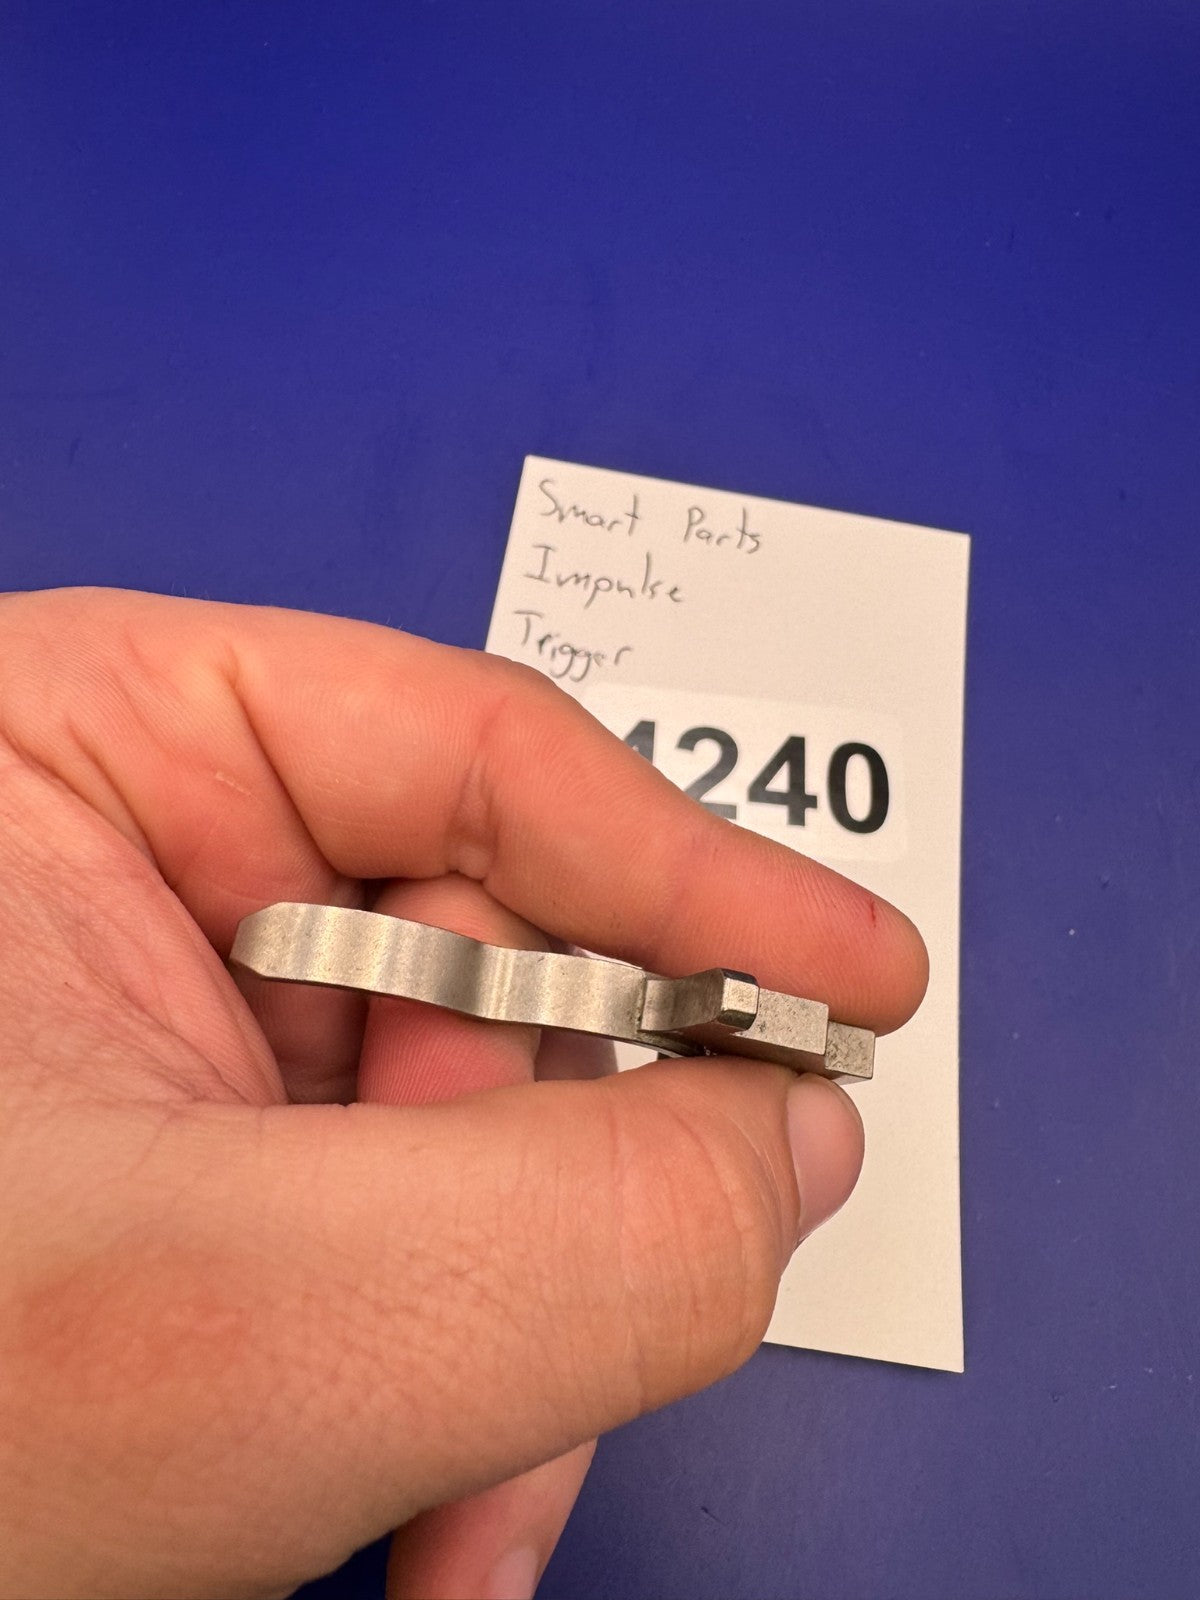 Smart Parts
Impulse
Trigger
4240